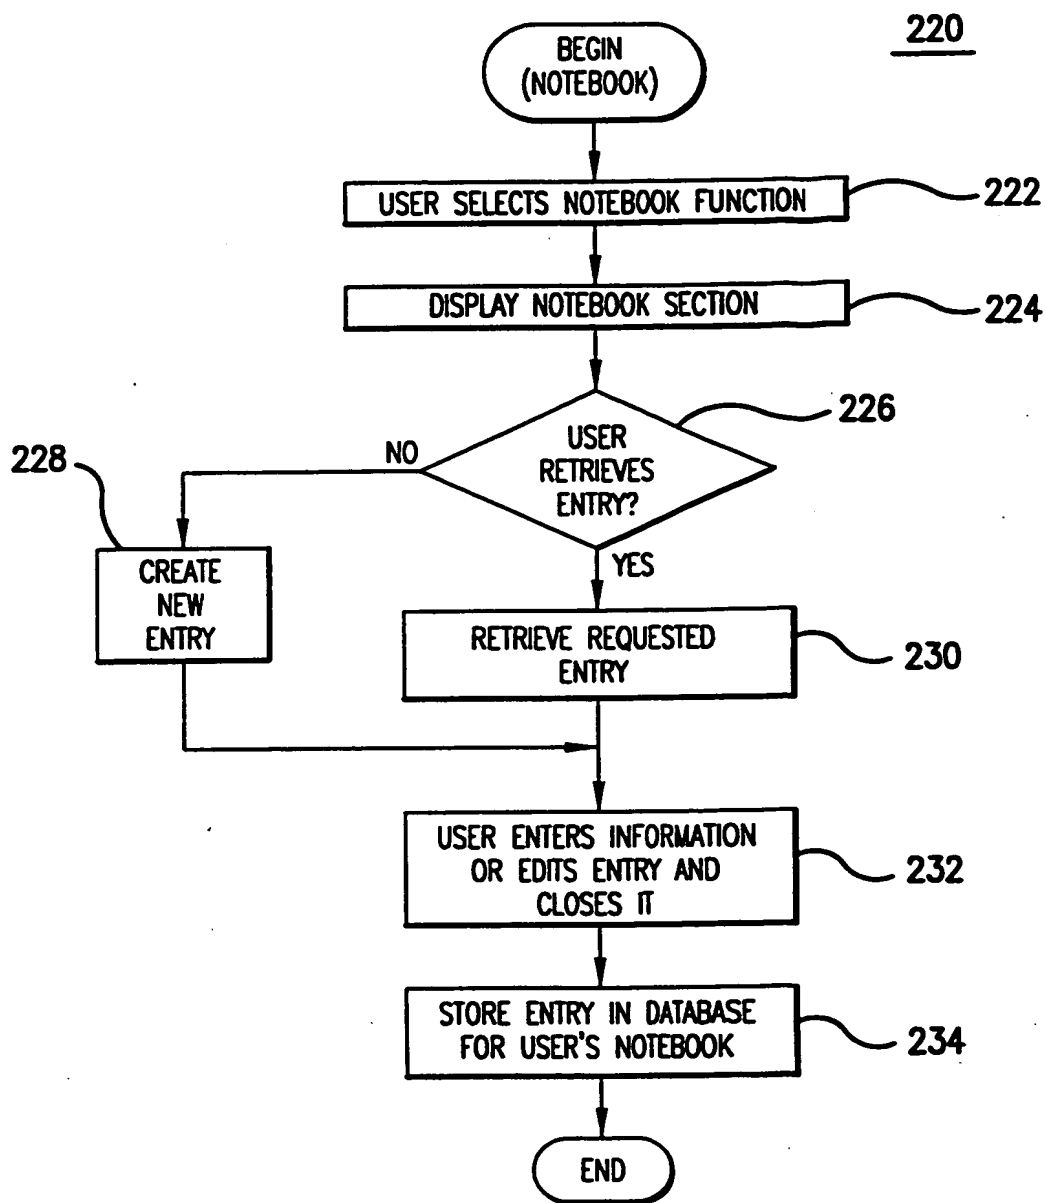 220
BEGIN
(NOTEBOOK)
USER SELECTS NOTEBOOK FUNCTION
222
DISPLAY NOTEBOOK SECTION
224
226
USER
RETRIEVES
ENTRY?
NO
228
YES
CREATE
NEW
ENTRY
RETRIEVE REQUESTED
ENTRY
230
USER ENTERS INFORMATION
OR EDITS ENTRY AND
CLOSES IT
232
STORE ENTRY IN DATABASE
FOR USER'S NOTEBOOK
234
END